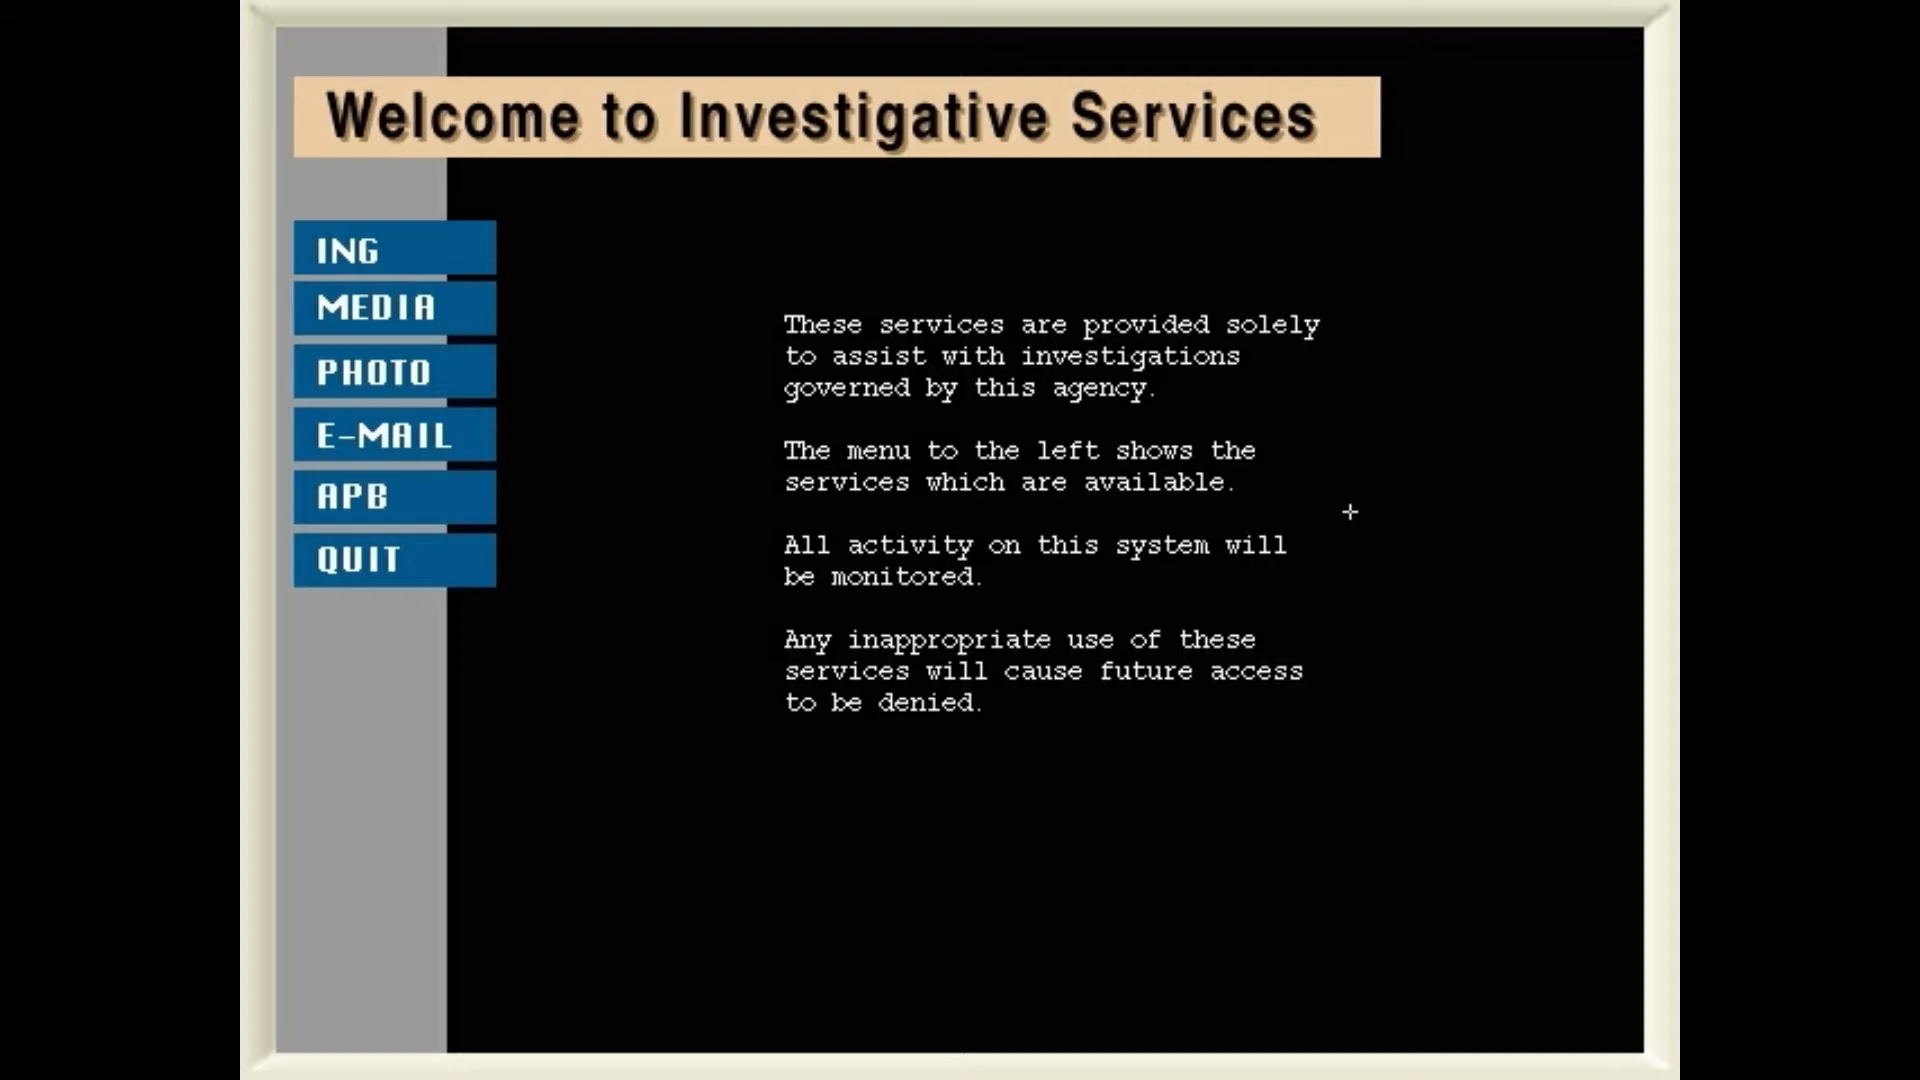 Welcome to Investigative Services
ING
MEDIA
PHOTO
E-MAIL
APB
QUIT
These services are provided solely
to assist with investigations
governed by this agency.
The menu to the left shows the
services which are available.
All activity on this system will
be monitored.
Any inappropriate use of these
services will cause future access
to be denied.